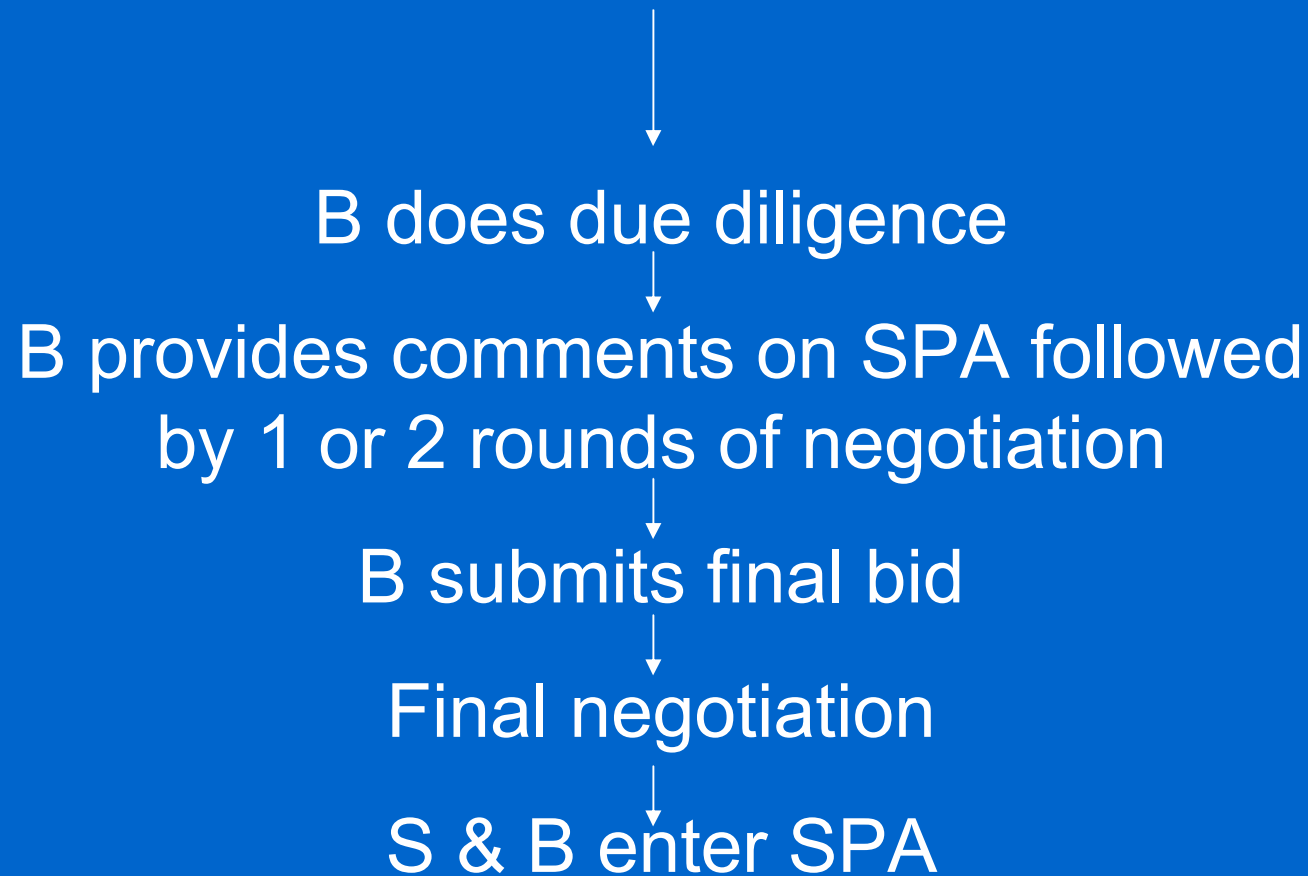 B does due diligence
B provides comments on SPA followed
by 1 or 2 rounds of negotiation
B submits final bid
Final negotiation
S & B enter SPA